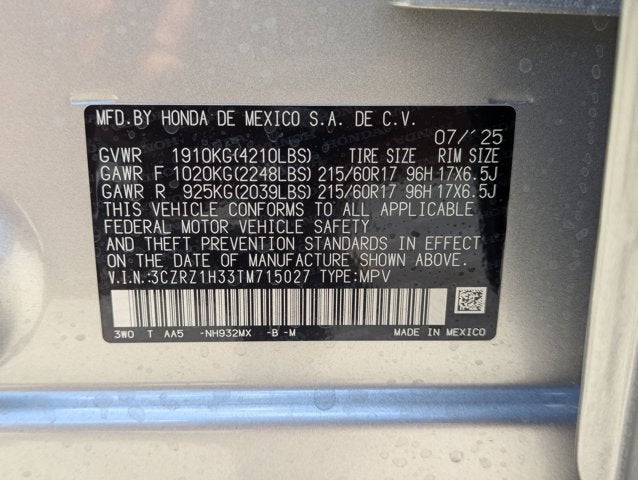 MFD.BY HONDA DE MEXICO S.A. DE C.V.
07/´25
GVWR 1910KG(4210LBS) TIRE SIZE RIM SIZE
GAWR F 1020KG(2248LBS) 215/60R17 96H 17X6.5J
GAWR R 925KG(2039LBS) 215/60R17 96H 17X6.5J
THIS VEHICLE CONFORMS TO ALL APPLICABLE
FEDERAL MOTOR VEHICLE SAFETY
AND THEFT PREVENTION STANDARDS IN EFFECT
ON THE DATE OF MANUFACTURE SHOWN ABOVE.
V.I.N.:3CZRZ1H33TM715027 TYPE:MPV
3W0 T AA5 -NH932MX -B -M MADE IN MEXICO